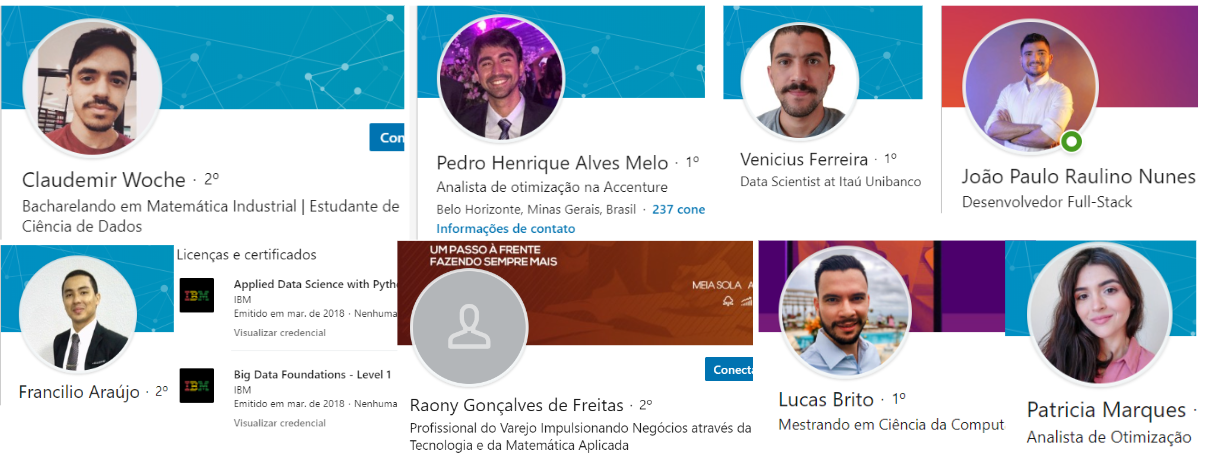 Con
Claudemir Woche · 2º
Bacharelando em Matemática Industrial | Estudante de
Ciência de Dados
Pedro Henrique Alves Melo · 1º
Analista de otimização na Accenture
Belo Horizonte, Minas Gerais, Brasil · 237 cone
Informações de contato
Venicius Ferreira · 1º
Data Scientist at Itaú Unibanco
João Paulo Raulino Nunes
Desenvolvedor Full-Stack
Francilio Araújo · 2º
Licenças e certificados
IBM
Applied Data Science with Pytho
IBM
Emitido em mar. de 2018 · Nenhuma
Visualizar credencial
IBM
Big Data Foundations - Level 1
IBM
Emitido em mar. de 2018 · Nenhuma
Visualizar credencial
UM PASSO À FRENTE
FAZENDO SEMPRE MAIS
MEIA SOLA A
Conecta
Raony Gonçalves de Freitas · 2º
Profissional do Varejo Impulsionando Negócios através da
Tecnologia e da Matemática Aplicada
Lucas Brito · 1º
Mestrando em Ciência da Comput
Patricia Marques ·
Analista de Otimização